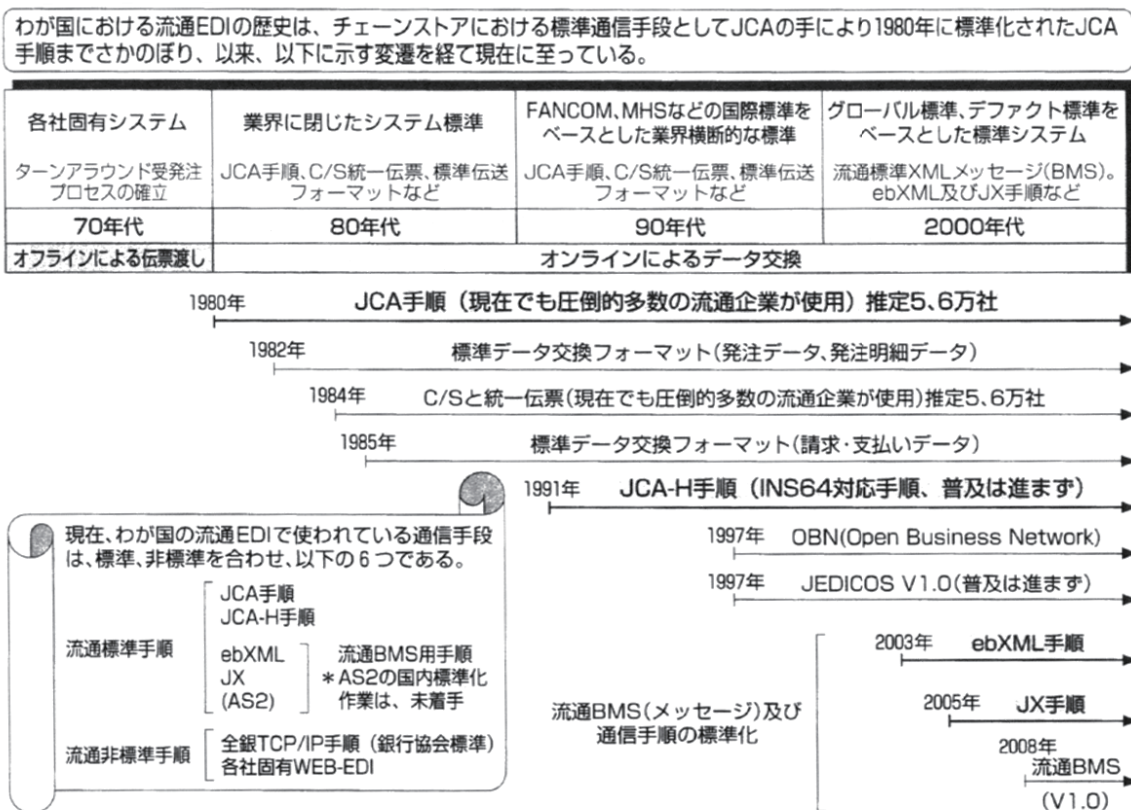 わが国における流通EDIの歴史は、チェーンストアにおける標準通信手段としてJCAの手により1980年に標準化されたJCA
手順までさかのぼり、以来、以下に示す変遷を経て現在に至っている。
各社固有システム
業界に閉じたシステム標準
FANCOM、MHSなどの国際標準を
ベースとした業界横断的な標準
グローバル標準、デファクト標準を
ベースとした標準システム
ターンアラウンド受発注
プロセスの確立
JCA手順、C/S統一伝票、標準伝送
フォーマットなど
JCA手順、C/S統一伝票、標準伝送
フォーマットなど
流通標準XMLメッセージ(BMS)。
ebXML及びJX手順など
70年代
80年代
90年代
2000年代
オフラインによる伝票渡し
オンラインによるデータ交換
1980年
JCA手順（現在でも圧倒的多数の流通企業が使用）推定5、6万社
1982年
標準データ交換フォーマット(発注データ、発注明細データ)
1984年
C/Sと統一伝票(現在でも圧倒的多数の流通企業が使用)推定5、6万社
1985年
標準データ交換フォーマット(請求・支払いデータ)
1991年
JCA-H手順（INS64対応手順、普及は進まず）
1997年
OBN(Open Business Network)
1997年
JEDICOS V1.0(普及は進まず)
2003年
ebXML手順
2005年
JX手順
2008年
流通BMS
(V1.0)
流通BMS(メッセージ)及び
通信手順の標準化
現在、わが国の流通EDIで使われている通信手段
は、標準、非標準を合わせ、以下の6つである。
流通標準手順
JCA手順
JCA-H手順
ebXML
JX
(AS2)
流通BMS用手順
＊AS2の国内標準化
作業は、未着手
流通非標準手順
全銀TCP/IP手順（銀行協会標準）
各社固有WEB-EDI